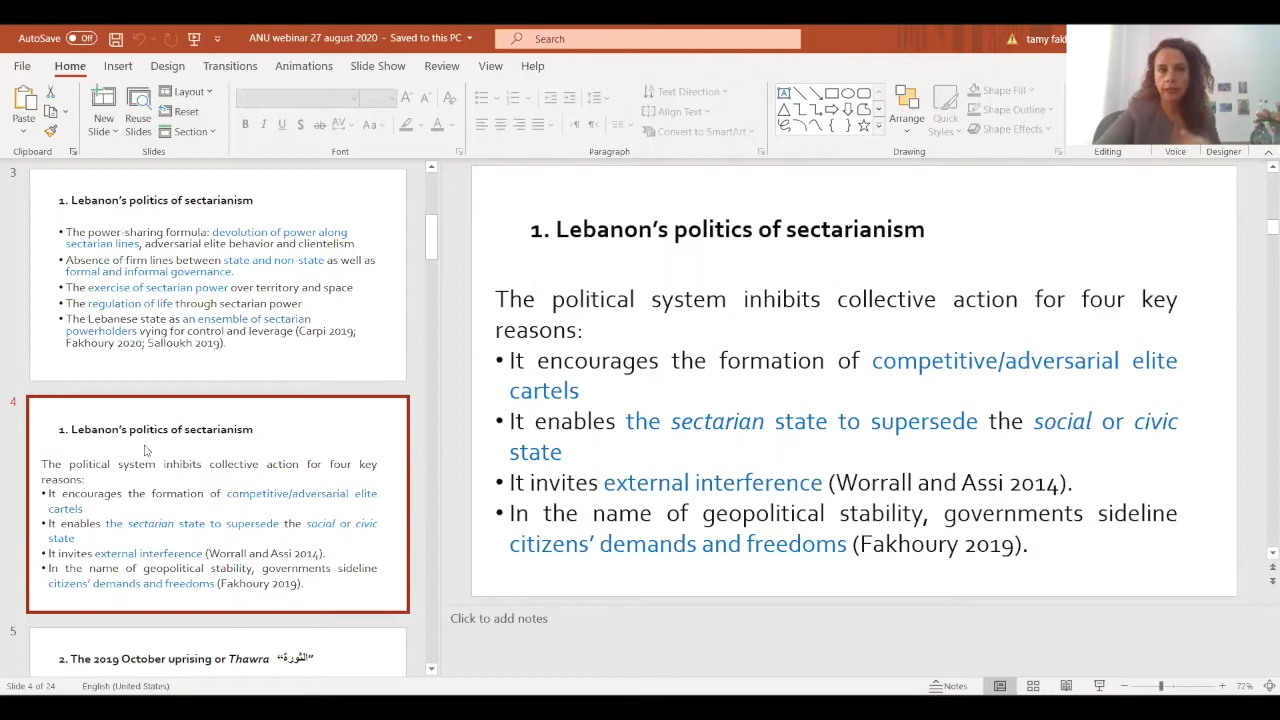 AutoSave Off
ANU webinar 27 august 2020 - Saved to this PC
Search
tamy fakh
File Home Insert Design Transitions Animations Slide Show Review View Help
Paste
New Slide
Reuse Slides
Layout
Reset
Section
B I U S ab AV Aa A
Text Direction
Align Text
Convert to SmartArt
Arrange
Quick Styles
Shape Fill
Shape Outline
Shape Effects
Clipboard Slides Font Paragraph Drawing Editing Voice Designer
3
1. Lebanon's politics of sectarianism
• The power-sharing formula: devolution of power along
sectarian lines, adversarial elite behavior and clientelism
• Absence of firm lines between state and non-state as well as
formal and informal governance.
• The exercise of sectarian power over territory and space
• The regulation of life through sectarian power
• The Lebanese state as an ensemble of sectarian
powerholders vying for control and leverage (Carpi 2019;
Fakhoury 2020; Salloukh 2019).
4
1. Lebanon's politics of sectarianism
The political system inhibits collective action for four key
reasons:
• It encourages the formation of competitive/adversarial elite
cartels
• It enables the sectarian state to supersede the social or civic
state
• It invites external interference (Worrall and Assi 2014).
• In the name of geopolitical stability, governments sideline
citizens' demands and freedoms (Fakhoury 2019).
5
2. The 2019 October uprising or Thawra “الثورة”
1. Lebanon's politics of sectarianism
The political system inhibits collective action for four key
reasons:
• It encourages the formation of competitive/adversarial elite
cartels
• It enables the sectarian state to supersede the social or civic
state
• It invites external interference (Worrall and Assi 2014).
• In the name of geopolitical stability, governments sideline
citizens' demands and freedoms (Fakhoury 2019).
Click to add notes
Slide 4 of 24 English (United States) Notes 72%